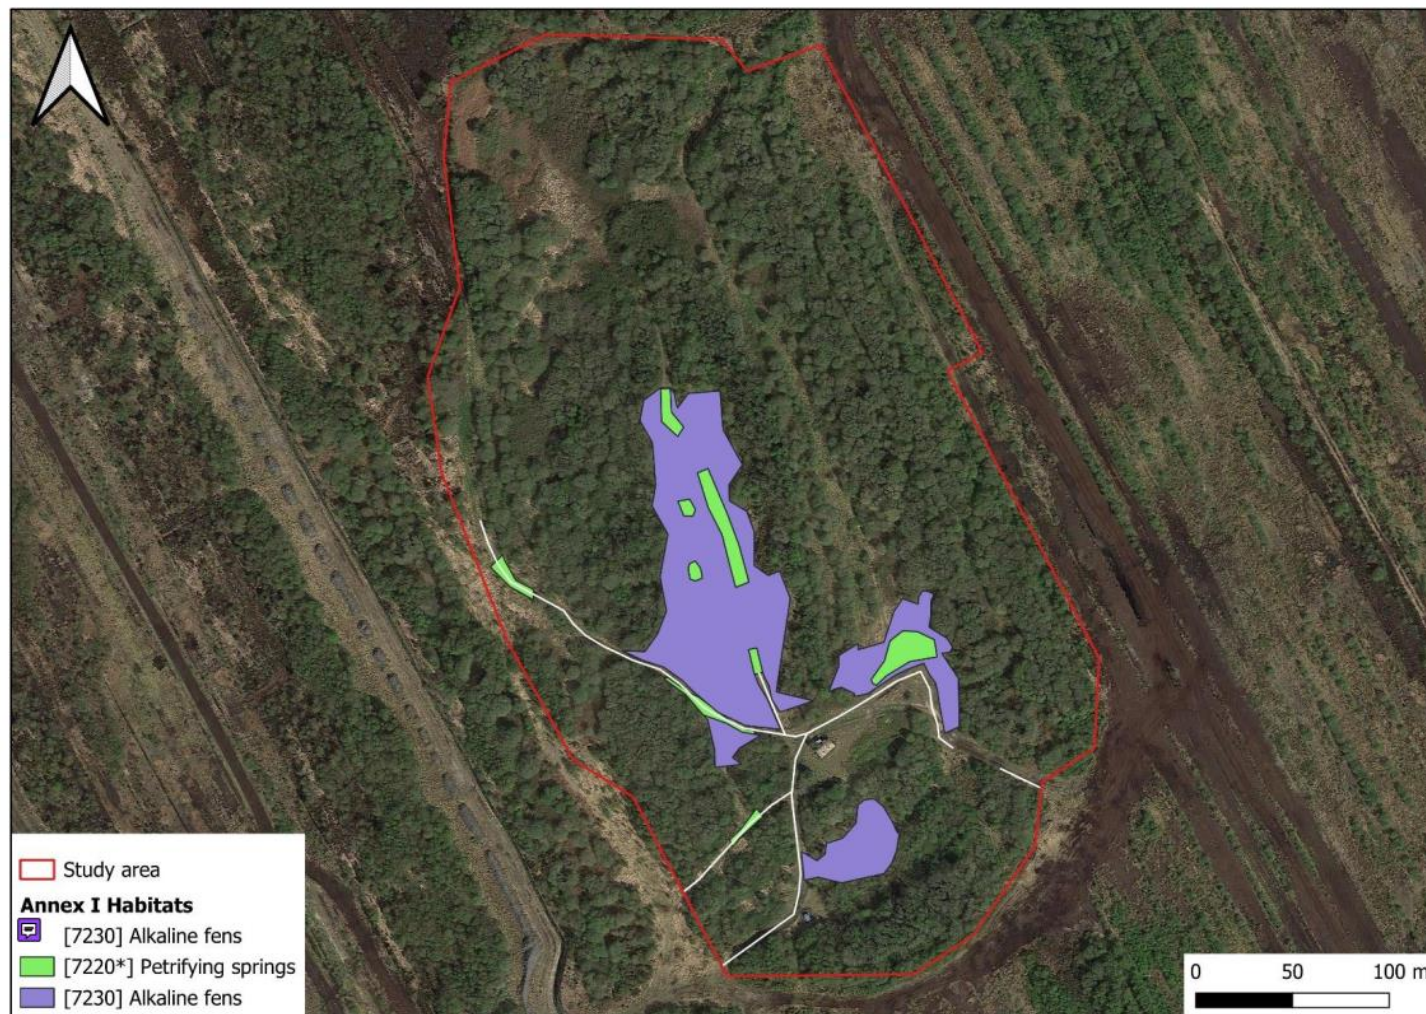 Study area
Annex I Habitats
[7230] Alkaline fens
[7220*] Petrifying springs
[7230] Alkaline fens
0 50 100 m